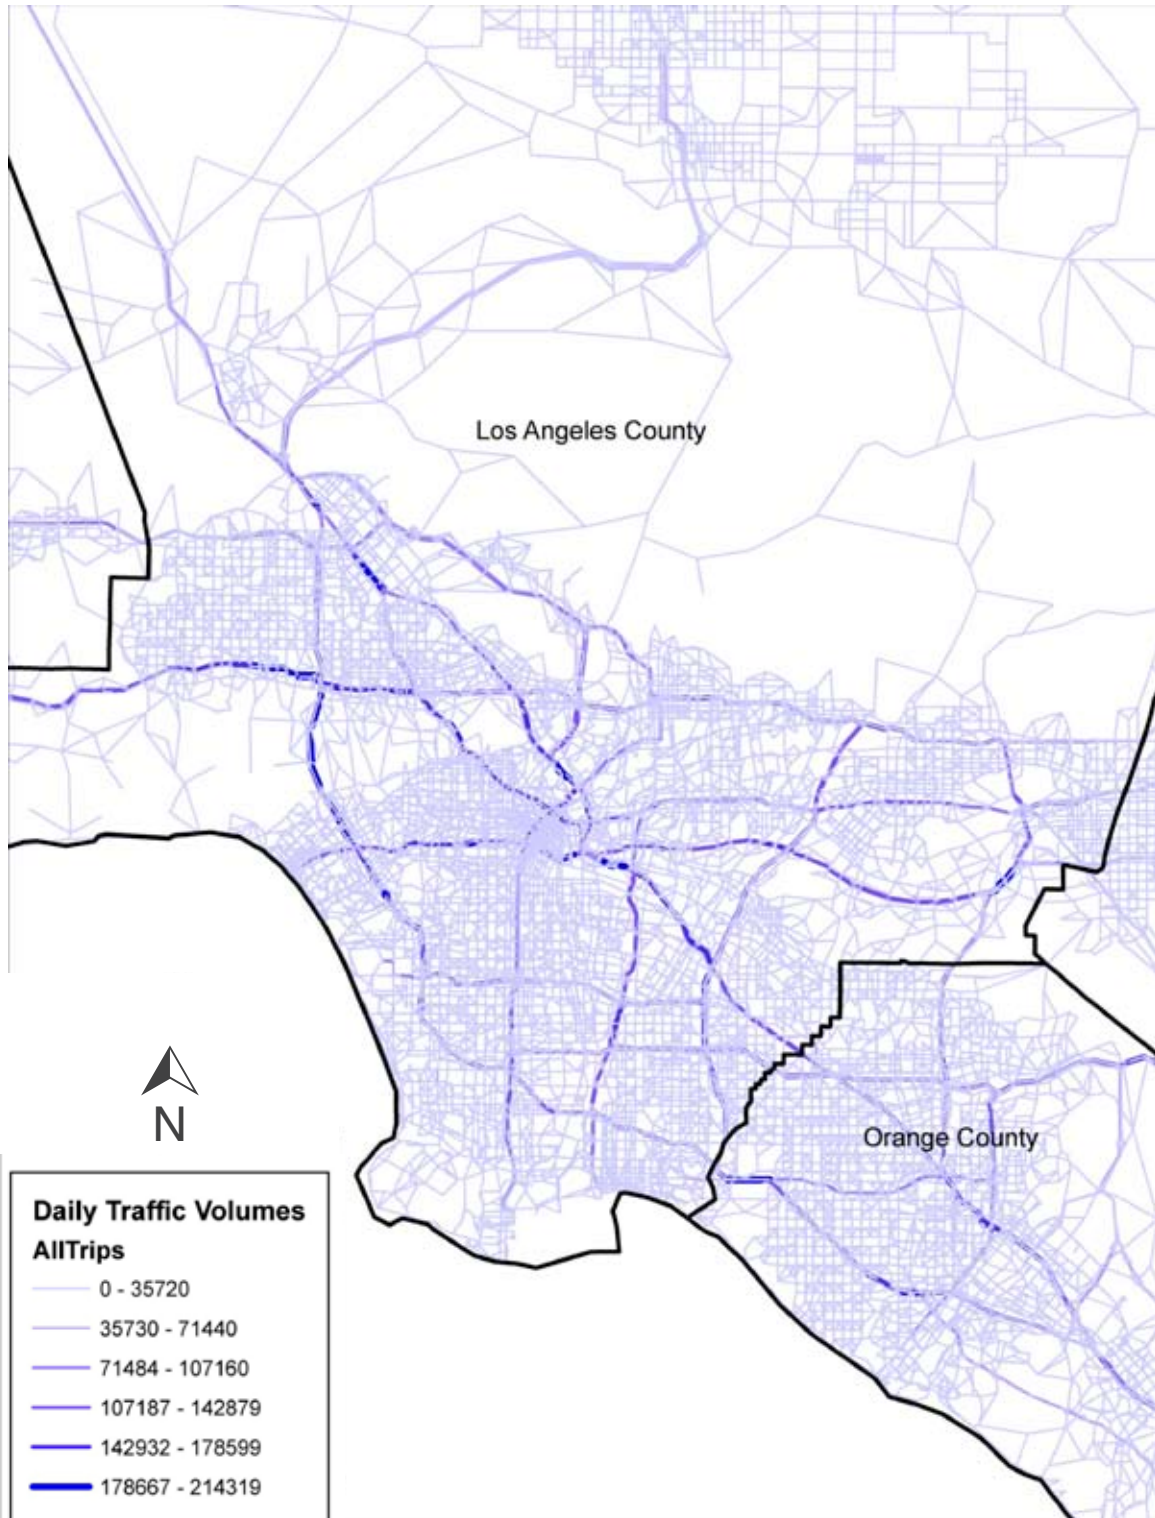 Los Angeles County
N
Orange County
Daily Traffic Volumes
AllTrips
0 - 35720
35730 - 71440
71484 - 107160
107187 - 142879
142932 - 178599
178667 - 214319